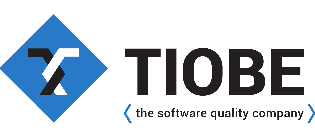 TIOBE
⟨ the software quality company ⟩